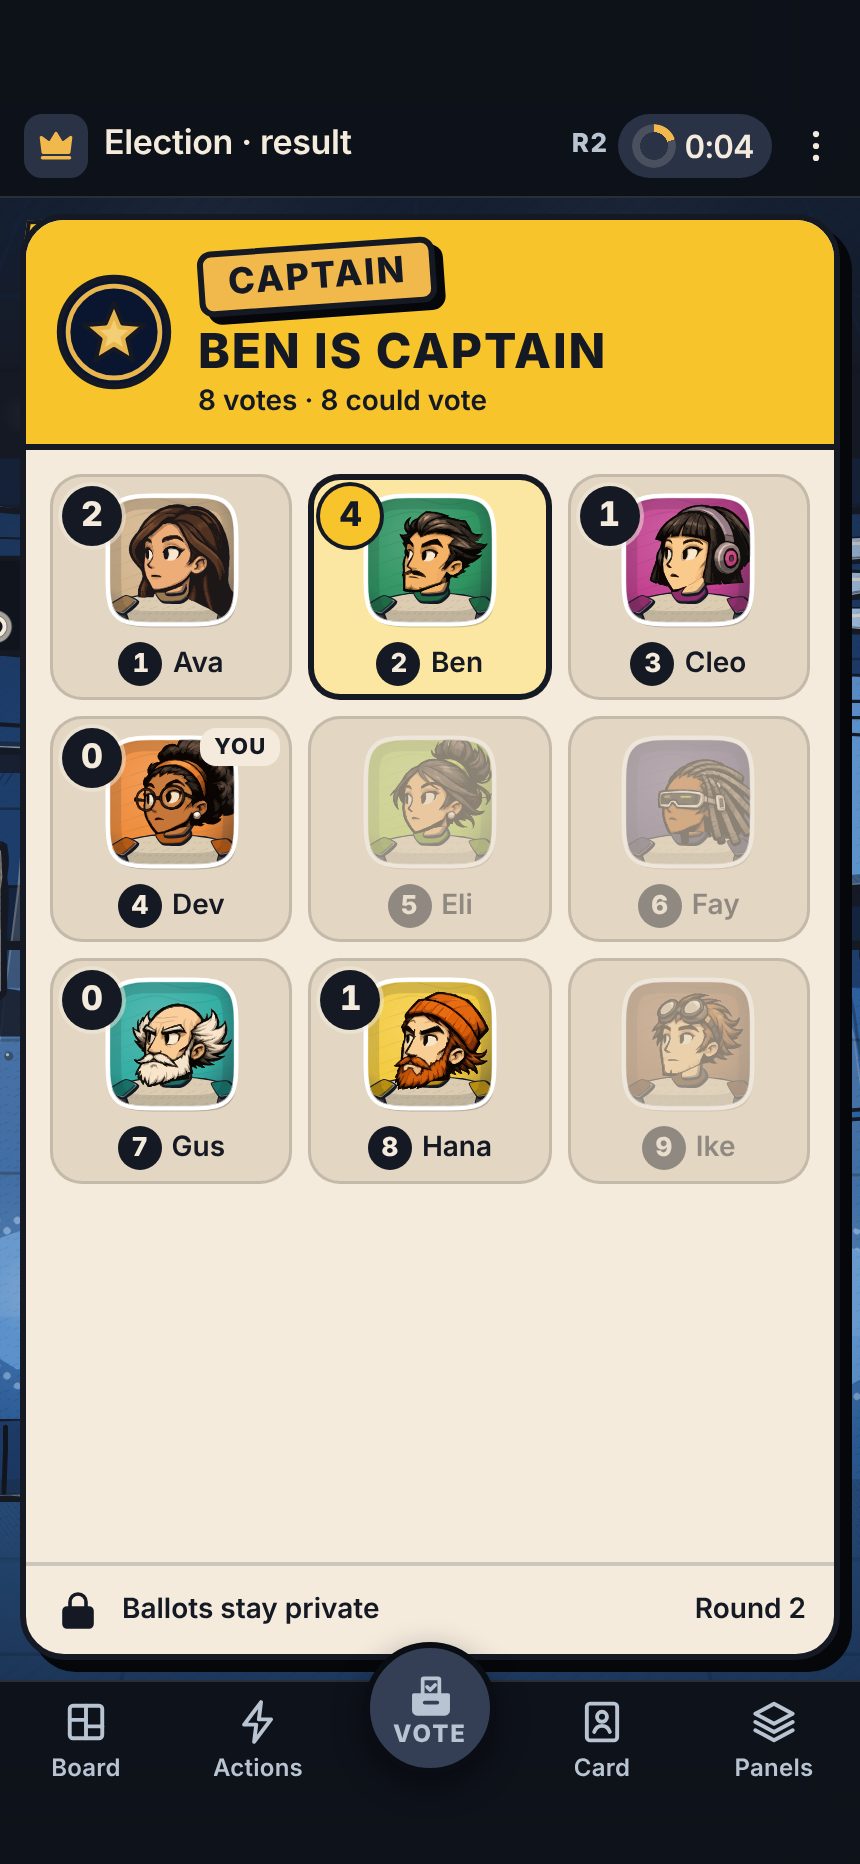 Election · result
R2
0:04
CAPTAIN
BEN IS CAPTAIN
8 votes · 8 could vote
2
1 Ava
4
2 Ben
1
3 Cleo
0
YOU
4 Dev
5 Eli
6 Fay
0
7 Gus
1
8 Hana
9 Ike
Ballots stay private
Round 2
Board
Actions
VOTE
Card
Panels